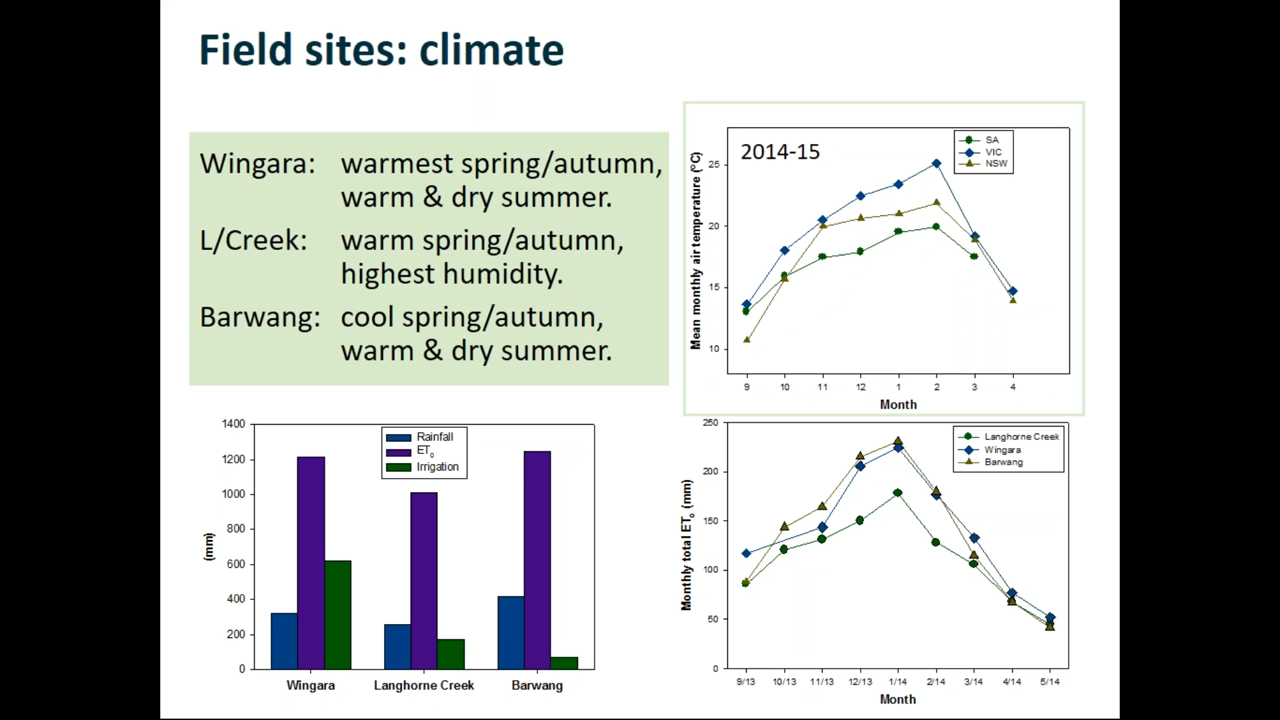 Field sites: climate
Wingara: warmest spring/autumn,
warm & dry summer.
L/Creek: warm spring/autumn,
highest humidity.
Barwang: cool spring/autumn,
warm & dry summer.
2014-15
SA
VIC
NSW
Mean monthly air temperature (°C)
25
20
15
10
9 10 11 12 1 2 3 4
Month
1400
1200
1000
800
600
400
200
0
(mm)
Rainfall
ET₀
Irrigation
Wingara Langhorne Creek Barwang
250
200
150
100
50
0
Monthly total ET₀ (mm)
Langhorne Creek
Wingara
Barwang
9/13 10/13 11/13 12/13 1/14 2/14 3/14 4/14 5/14
Month